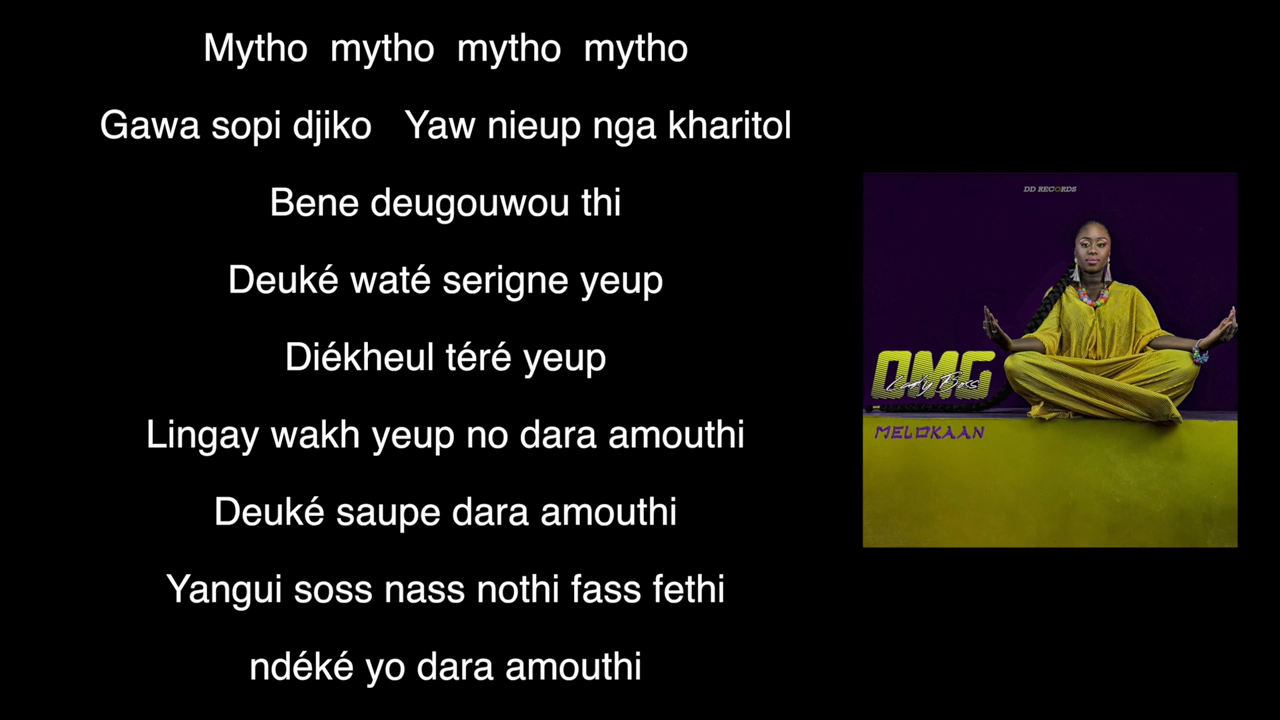 Mytho mytho mytho mytho
Gawa sopi djiko Yaw nieup nga kharitol
Bene deugouwou thi
Deuké waté serigne yeup
Diékheul téré yeup
Lingay wakh yeup no dara amouthi
Deuké saupe dara amouthi
Yangui soss nass nothi fass fethi
ndéké yo dara amouthi
DD RECORDS
OMG
Lady Boss
MELOKAAN